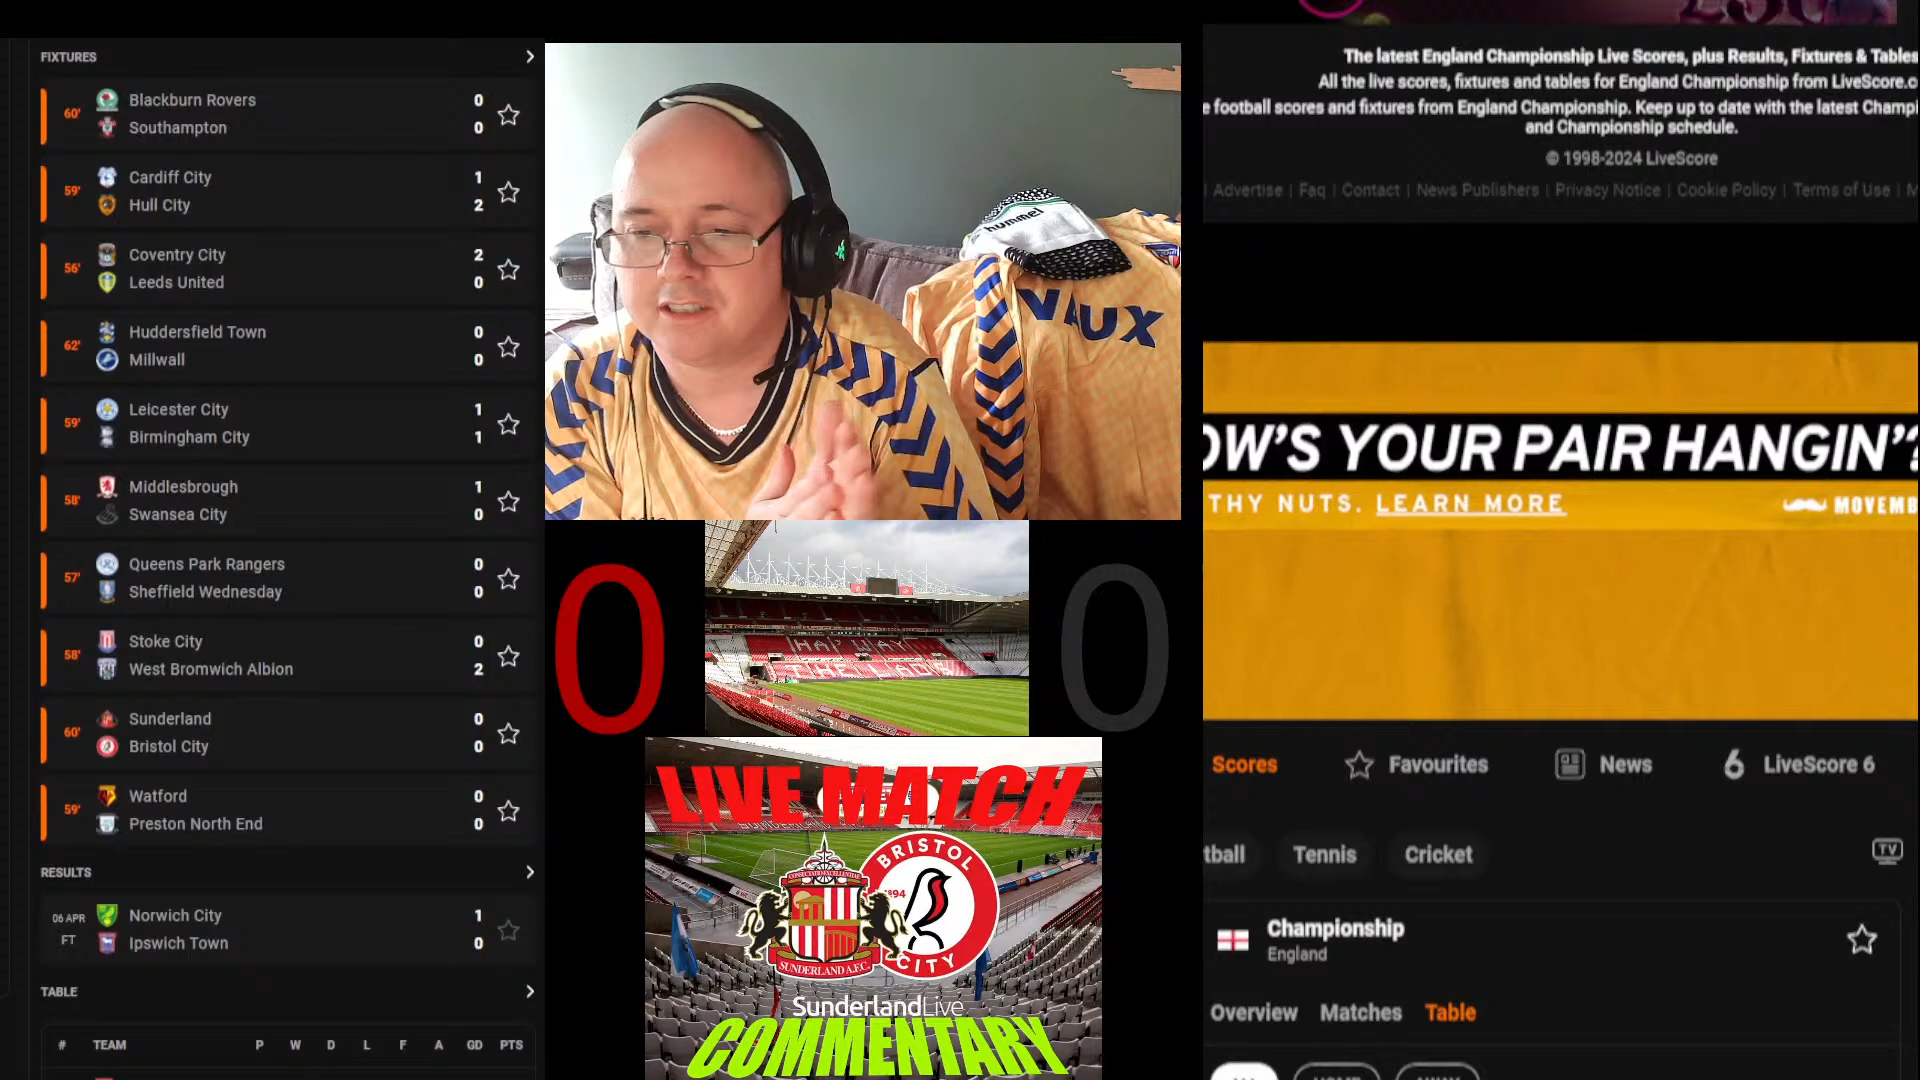 FIXTURES
60' Blackburn Rovers 0
Southampton 0
59' Cardiff City 1
Hull City 2
56' Coventry City 2
Leeds United 0
62' Huddersfield Town 0
Millwall 0
59' Leicester City 1
Birmingham City 1
58' Middlesbrough 1
Swansea City 0
57' Queens Park Rangers 0
Sheffield Wednesday 0
58' Stoke City 0
West Bromwich Albion 2
60' Sunderland 0
Bristol City 0
59' Watford 0
Preston North End 0
RESULTS
06 APR
FT
Norwich City 1
Ipswich Town 0
TABLE
# TEAM P W D L F A GD PTS
hummel
VAUX
0 0
HA'WAY
THE LADS
LIVE MATCH
CONSECTATIO EXCELLENTIAE
SUNDERLAND A.F.C.
BRISTOL
1894
CITY
SunderlandLive
COMMENTARY
The latest England Championship Live Scores, plus Results, Fixtures & Tables
All the live scores, fixtures and tables for England Championship from LiveScore.c
e football scores and fixtures from England Championship. Keep up to date with the latest Champi
and Championship schedule.
© 1998-2024 LiveScore
Advertise | Faq | Contact | News Publishers | Privacy Notice | Cookie Policy | Terms of Use | M
OW'S YOUR PAIR HANGIN'?
THY NUTS. LEARN MORE
MOVEMB
Scores Favourites News 6 LiveScore 6
tball Tennis Cricket TV
Championship
England
Overview Matches Table